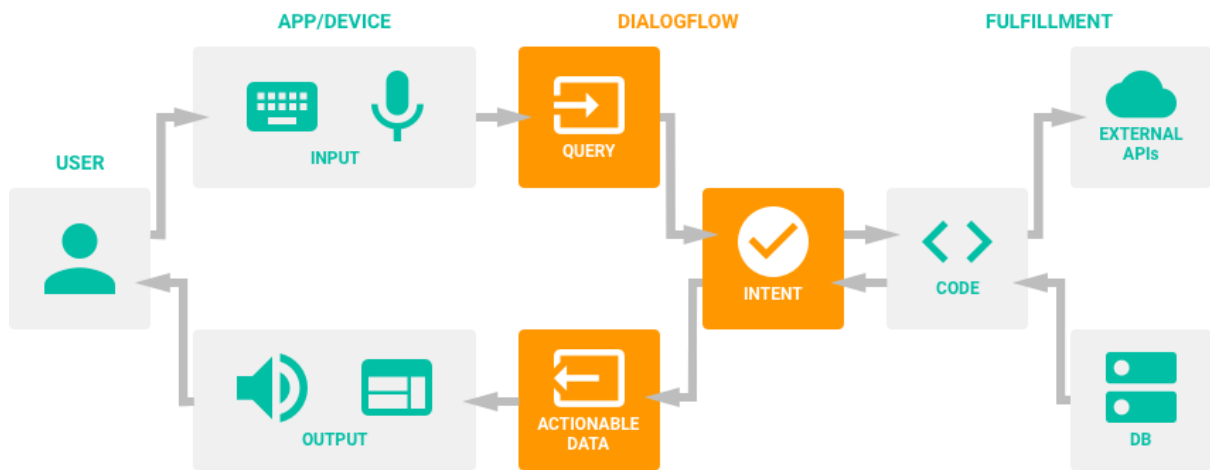 APP/DEVICE
DIALOGFLOW
FULFILLMENT
INPUT
QUERY
EXTERNAL
APIs
USER
INTENT
CODE
OUTPUT
ACTIONABLE
DATA
DB